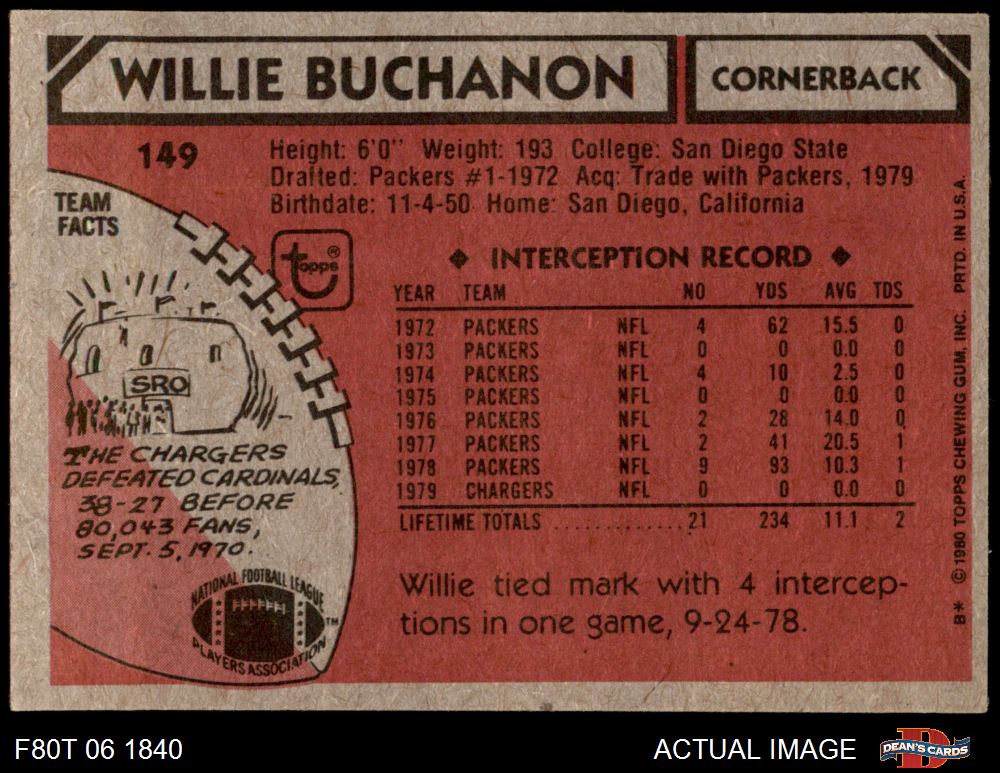 WILLIE BUCHANON
CORNERBACK
149
Height: 6'0" Weight: 193 College: San Diego State
Drafted: Packers #1-1972 Acq: Trade with Packers, 1979
Birthdate: 11-4-50 Home: San Diego, California
TEAM
FACTS
topps®
SRO
THE CHARGERS
DEFEATED CARDINALS,
38-27 BEFORE
80,043 FANS,
SEPT. 5, 1970.
NATIONAL FOOTBALL LEAGUE
PLAYERS ASSOCIATION
TM
◆ INTERCEPTION RECORD ◆
YEAR TEAM NO YDS AVG TDS
1972 PACKERS NFL 4 62 15.5 0
1973 PACKERS NFL 0 0 0.0 0
1974 PACKERS NFL 4 10 2.5 0
1975 PACKERS NFL 0 0 0.0 0
1976 PACKERS NFL 2 28 14.0 0
1977 PACKERS NFL 2 41 20.5 1
1978 PACKERS NFL 9 93 10.3 1
1979 CHARGERS NFL 0 0 0.0 0
LIFETIME TOTALS .............. 21 234 11.1 2
Willie tied mark with 4 intercep-
tions in one game, 9-24-78.
B* © 1980 TOPPS CHEWING GUM, INC. PRTD. IN U.S.A.
F80T 06 1840
ACTUAL IMAGE
DEAN'S CARDS